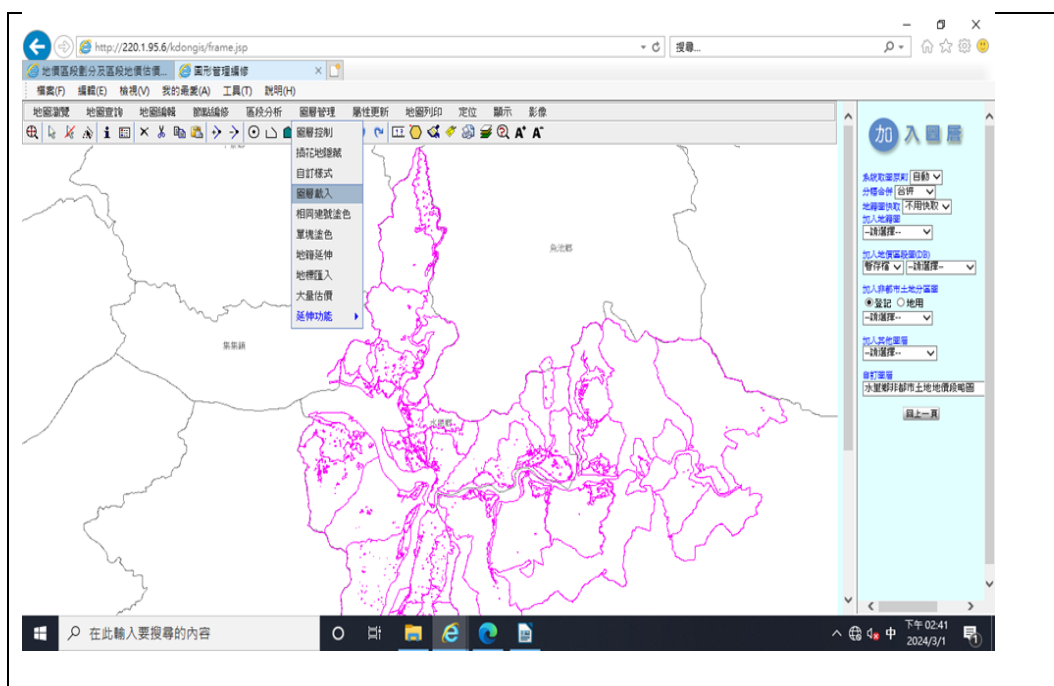 http://220.1.95.6/kdongis/frame.jsp
搜尋...
地價區段劃分及區段地價估價...
圖形管理編修
檔案(F) 編輯(E) 檢視(V) 我的最愛(A) 工具(T) 說明(H)
地圖瀏覽 地圖查詢 地圖編輯 節點編修 區段分析 圖層管理 屬性更新 地圖列印 定位 顯示 影像
圖層控制
插花地隱藏
自訂樣式
圖層載入
相同建號塗色
單塊塗色
地籍延伸
地標匯入
大量估價
延伸功能
魚池鄉
集集鎮
水里鄉
加入圖層
系統取圖原則 自動
分幅合併 合併
地籍圖快取 不用快取
加入地籍圖
--請選擇--
加入地價區段圖(DB)
暫存檔 --請選擇--
加入非都市土地分區圖
登記 地用
--請選擇--
加入其他圖層
--請選擇--
自訂圖層
水里鄉非都市土地地價段略圖
回上一頁
在此輸入要搜尋的內容
中
下午 02:41
2024/3/1
1